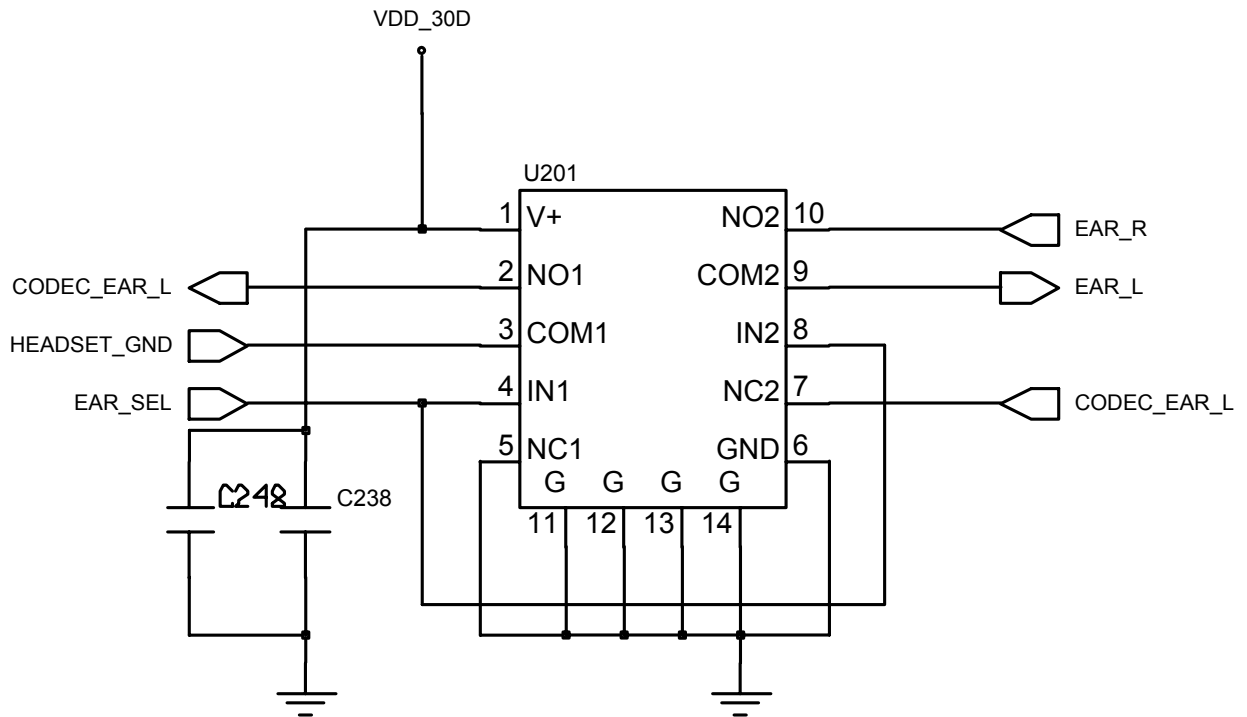 VDD_30D
U201
1 V+ NO2 10 EAR_R
CODEC_EAR_L 2 NO1 COM2 9 EAR_L
HEADSET_GND 3 COM1 IN2 8
EAR_SEL 4 IN1 NC2 7 CODEC_EAR_L
5 NC1 GND 6
G G G G
11 12 13 14
C248 C238